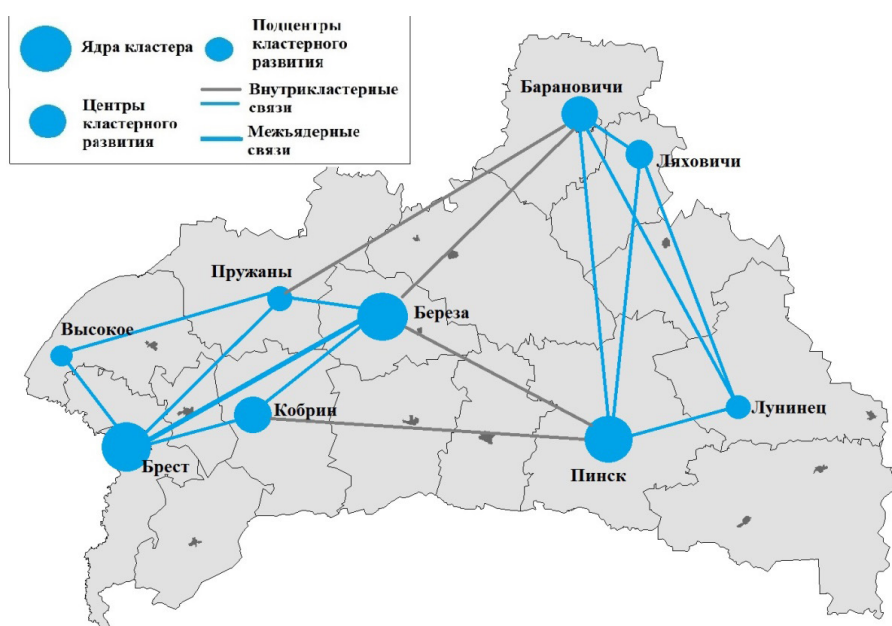 Ядра кластера
Подцентры
кластерного
развития
Центры
кластерного
развития
Внутрикластерные
связи
Межъядерные
связи
Барановичи
Ляховичи
Пружаны
Береза
Высокое
Кобрин
Лунинец
Брест
Пинск